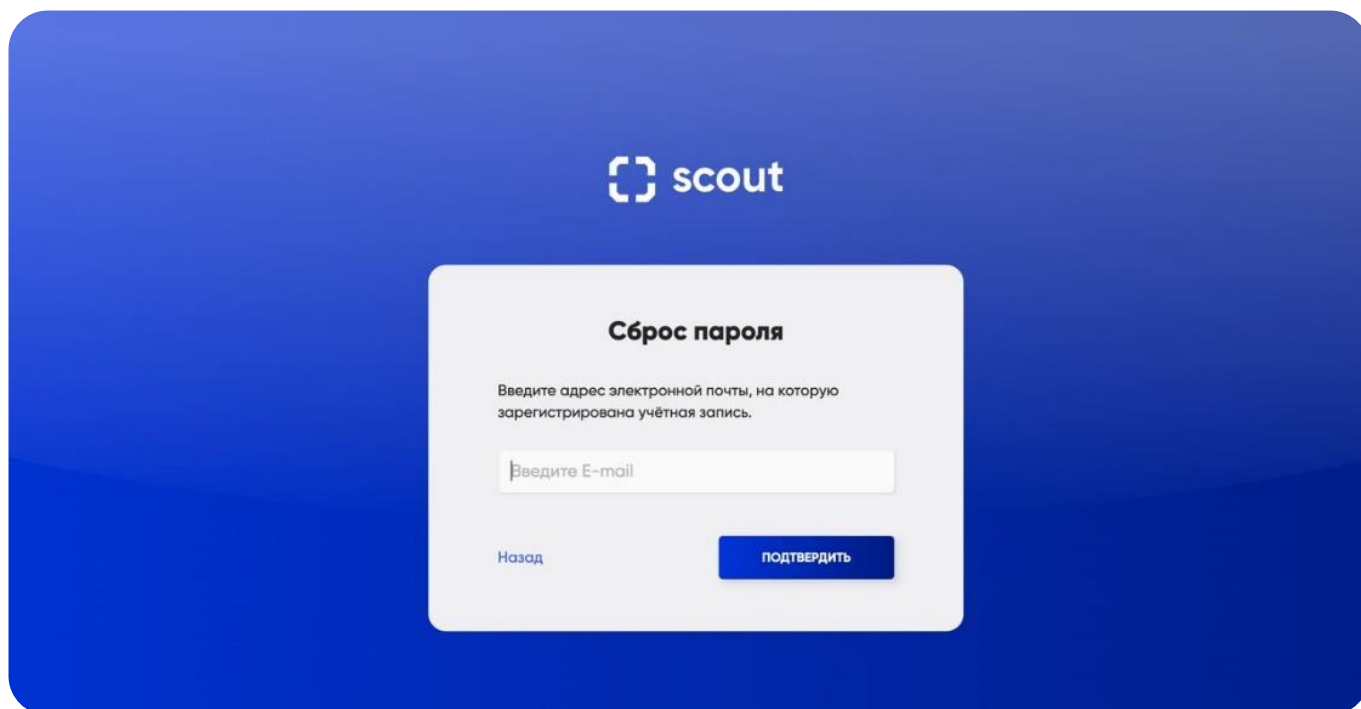 scout
Сброс пароля
Введите адрес электронной почты, на которую
зарегистрирована учётная запись.
Введите E-mail
Назад
ПОДТВЕРДИТЬ